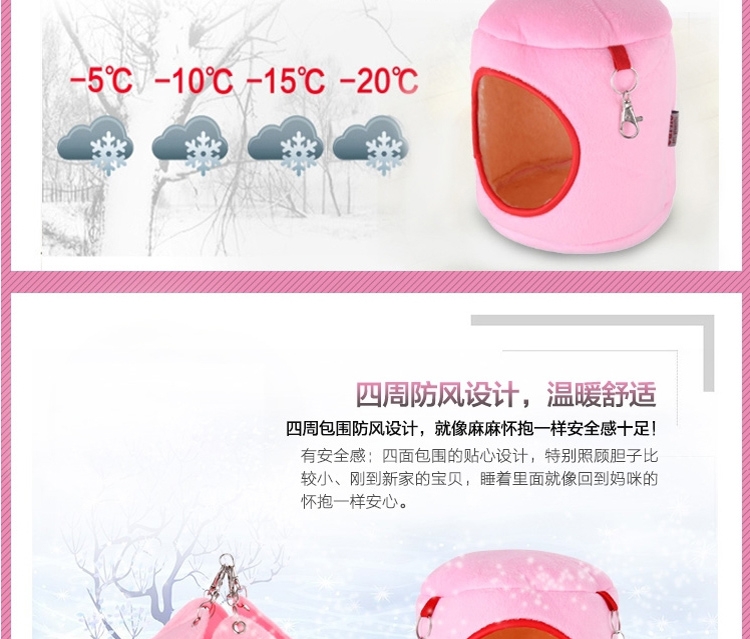 -5℃ -10℃ -15℃ -20℃
四周防风设计，温暖舒适
四周包围防风设计，就像麻麻怀抱一样安全感十足！
有安全感；四面包围的贴心设计，特别照顾胆子比
较小、刚到新家的宝贝，睡着里面就像回到妈咪的
怀抱一样安心。